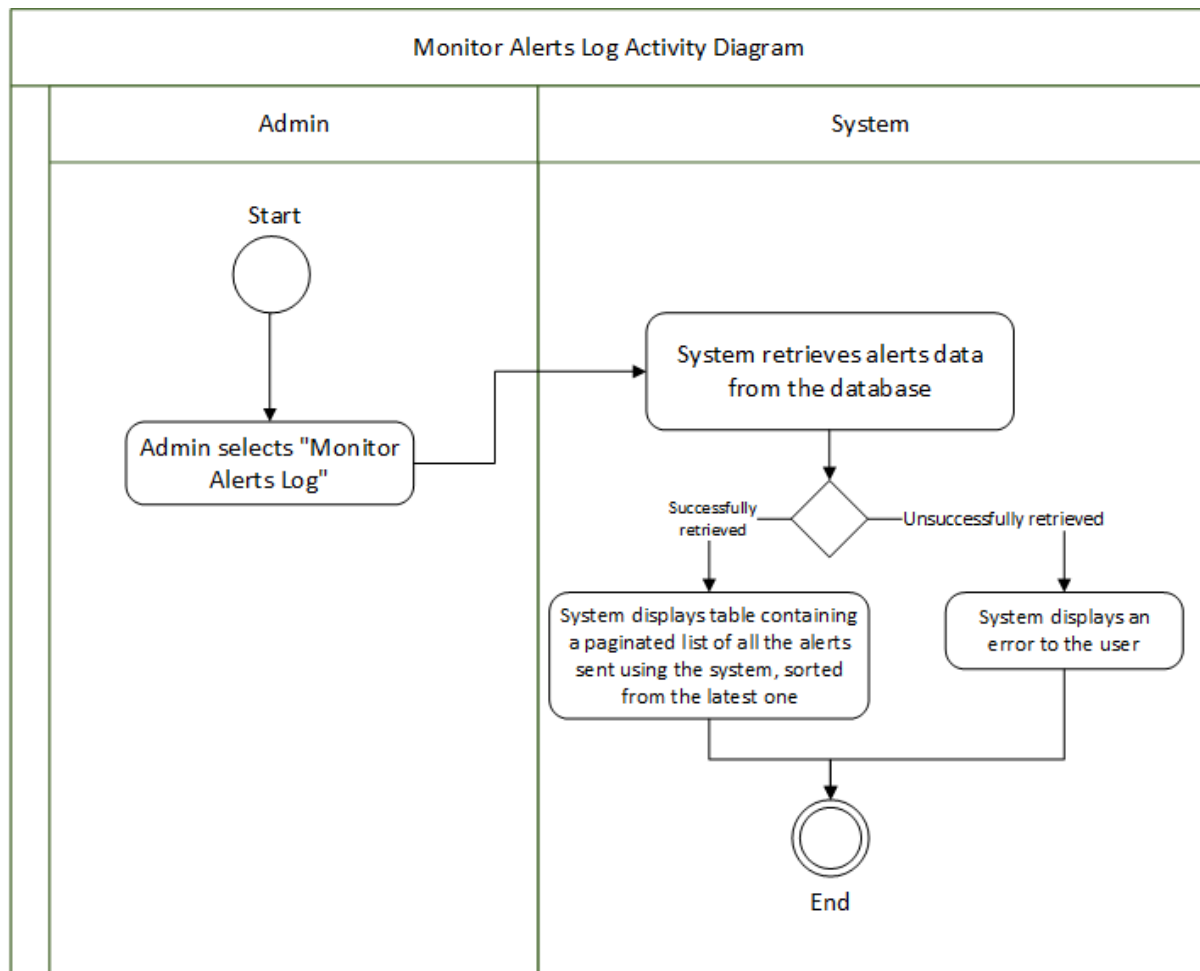 Monitor Alerts Log Activity Diagram
Admin
System
Start
System retrieves alerts data
from the database
Admin selects "Monitor
Alerts Log"
Successfully
retrieved
Unsuccessfully retrieved
System displays table containing
a paginated list of all the alerts
sent using the system, sorted
from the latest one
System displays an
error to the user
End